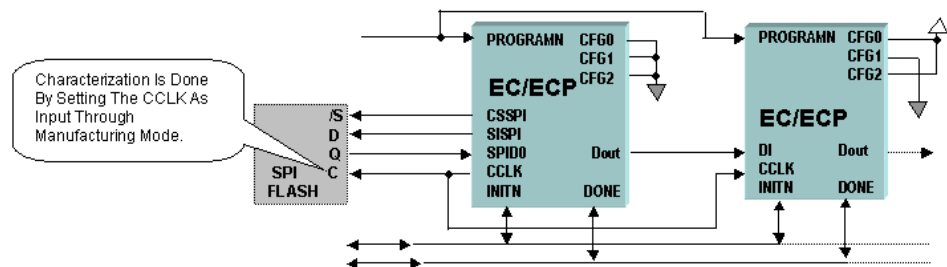 Characterization Is Done
By Setting The CCLK As
Input Through
Manufacturing Mode.
/S
D
Q
C
SPI
FLASH
PROGRAMN
CFG0
CFG1
CFG2
EC/ECP
CSSPI
SISPI
SPID0
Dout
CCLK
INITN
DONE
PROGRAMN
CFG0
CFG1
CFG2
EC/ECP
DI
Dout
CCLK
INITN
DONE